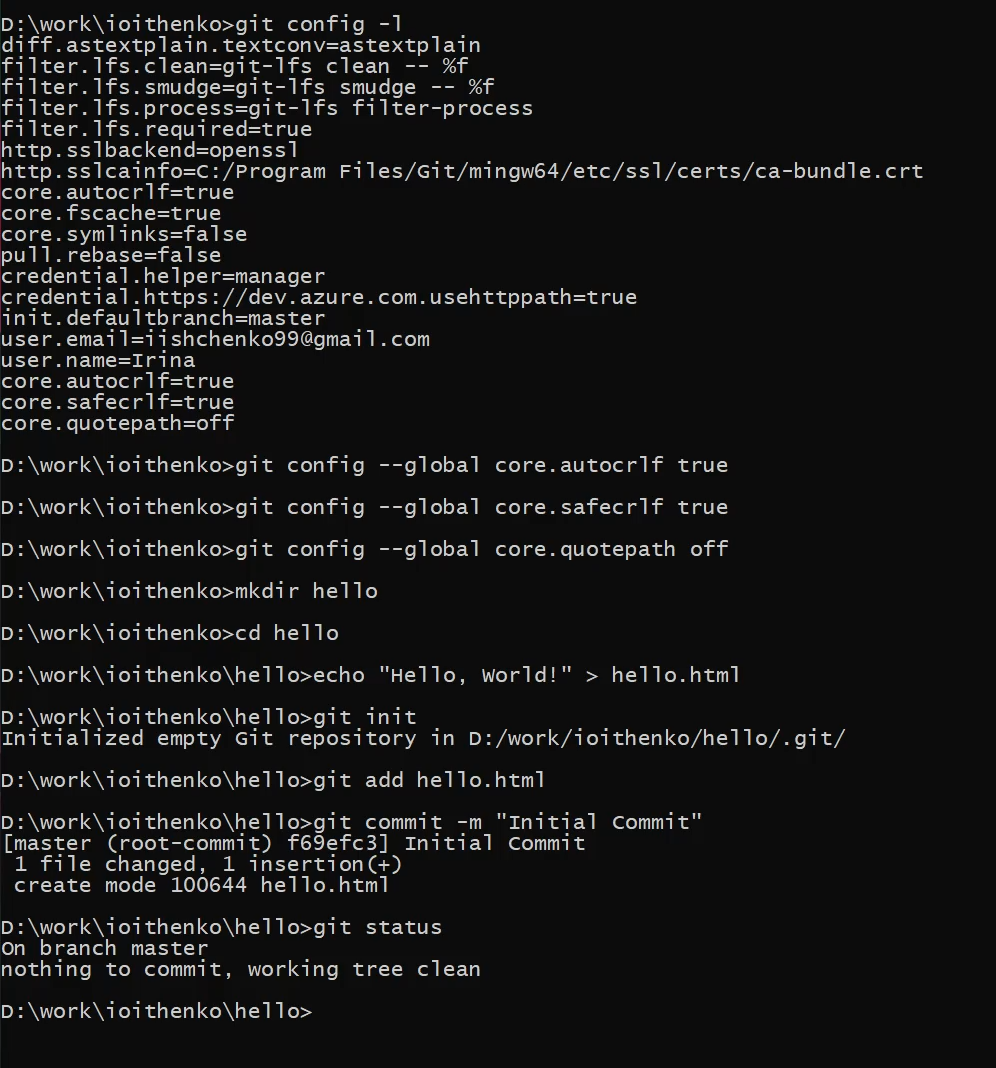 D:\work\ioithenko>git config -l
diff.astextplain.textconv=astextplain
filter.lfs.clean=git-lfs clean -- %f
filter.lfs.smudge=git-lfs smudge -- %f
filter.lfs.process=git-lfs filter-process
filter.lfs.required=true
http.sslbackend=openssl
http.sslcainfo=C:/Program Files/Git/mingw64/etc/ssl/certs/ca-bundle.crt
core.autocrlf=true
core.fscache=true
core.symlinks=false
pull.rebase=false
credential.helper=manager
credential.https://dev.azure.com.usehttppath=true
init.defaultbranch=master
user.email=iishchenko99@gmail.com
user.name=Irina
core.autocrlf=true
core.safecrlf=true
core.quotepath=off
D:\work\ioithenko>git config --global core.autocrlf true
D:\work\ioithenko>git config --global core.safecrlf true
D:\work\ioithenko>git config --global core.quotepath off
D:\work\ioithenko>mkdir hello
D:\work\ioithenko>cd hello
D:\work\ioithenko\hello>echo "Hello, World!" > hello.html
D:\work\ioithenko\hello>git init
Initialized empty Git repository in D:/work/ioithenko/hello/.git/
D:\work\ioithenko\hello>git add hello.html
D:\work\ioithenko\hello>git commit -m "Initial Commit"
[master (root-commit) f69efc3] Initial Commit
 1 file changed, 1 insertion(+)
 create mode 100644 hello.html
D:\work\ioithenko\hello>git status
On branch master
nothing to commit, working tree clean
D:\work\ioithenko\hello>